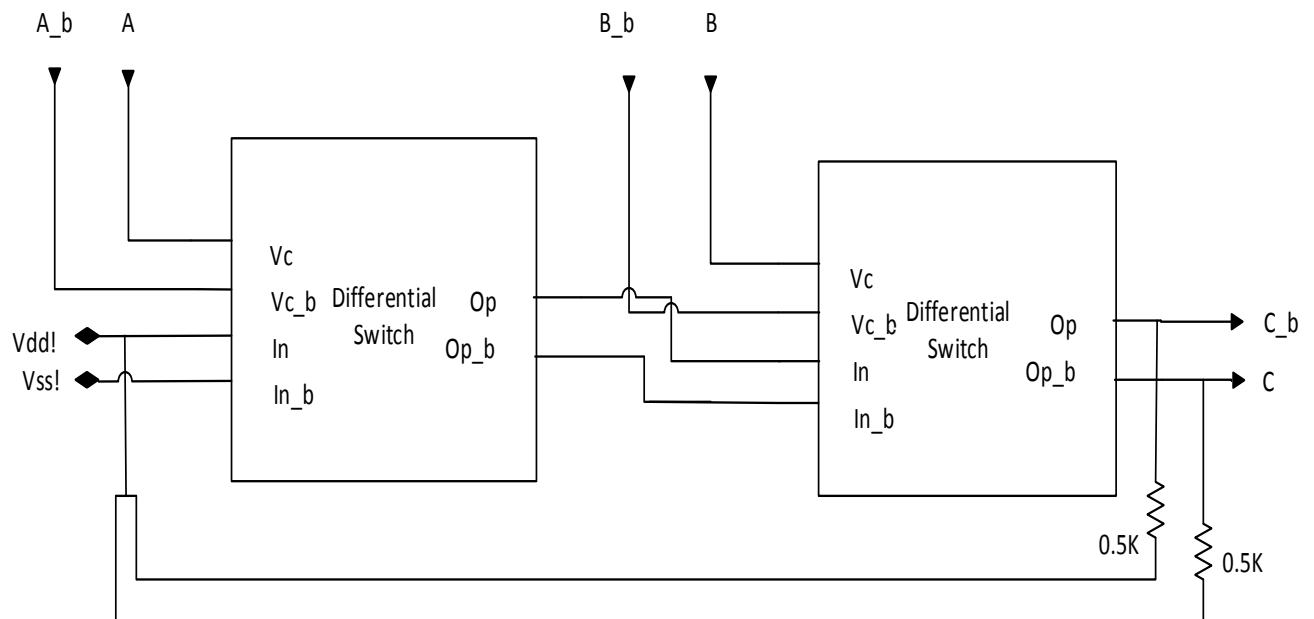 A_b A B_b B
Vc
Vc_b Differential Op
Switch
In Op_b
In_b
Vdd!
Vss!
Vc
Vc_b Differential Op
Switch
In Op_b
In_b
C_b
C
0.5K
0.5K